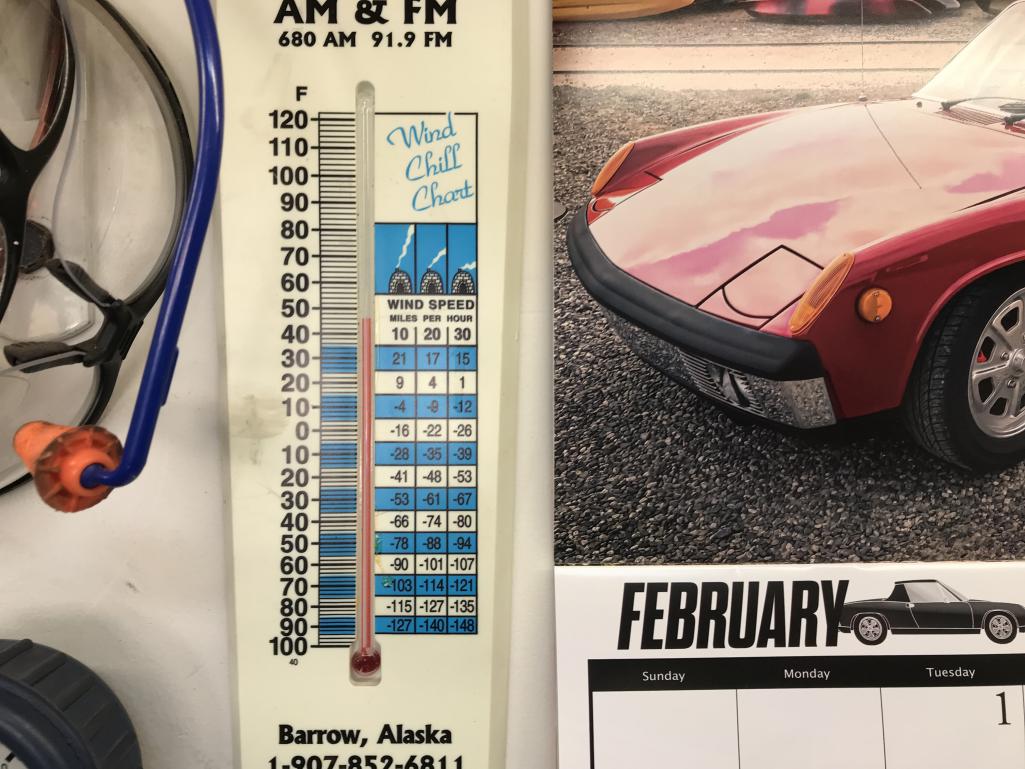 AM & FM
680 AM 91.9 FM
F
120
110
100
90
80
70
60
50
40
30
20
10
0
10
20
30
40
50
60
70
80
90
100
40
Wind
Chill
Chart
WIND SPEED
MILES PER HOUR
10 20 30
21 17 15
9 4 1
-4 -9 -12
-16 -22 -26
-28 -35 -39
-41 -48 -53
-53 -61 -67
-66 -74 -80
-78 -88 -94
-90 -101 -107
-103 -114 -121
-115 -127 -135
-127 -140 -148
Barrow, Alaska
1-907-852-6811
FEBRUARY
Sunday Monday Tuesday
1